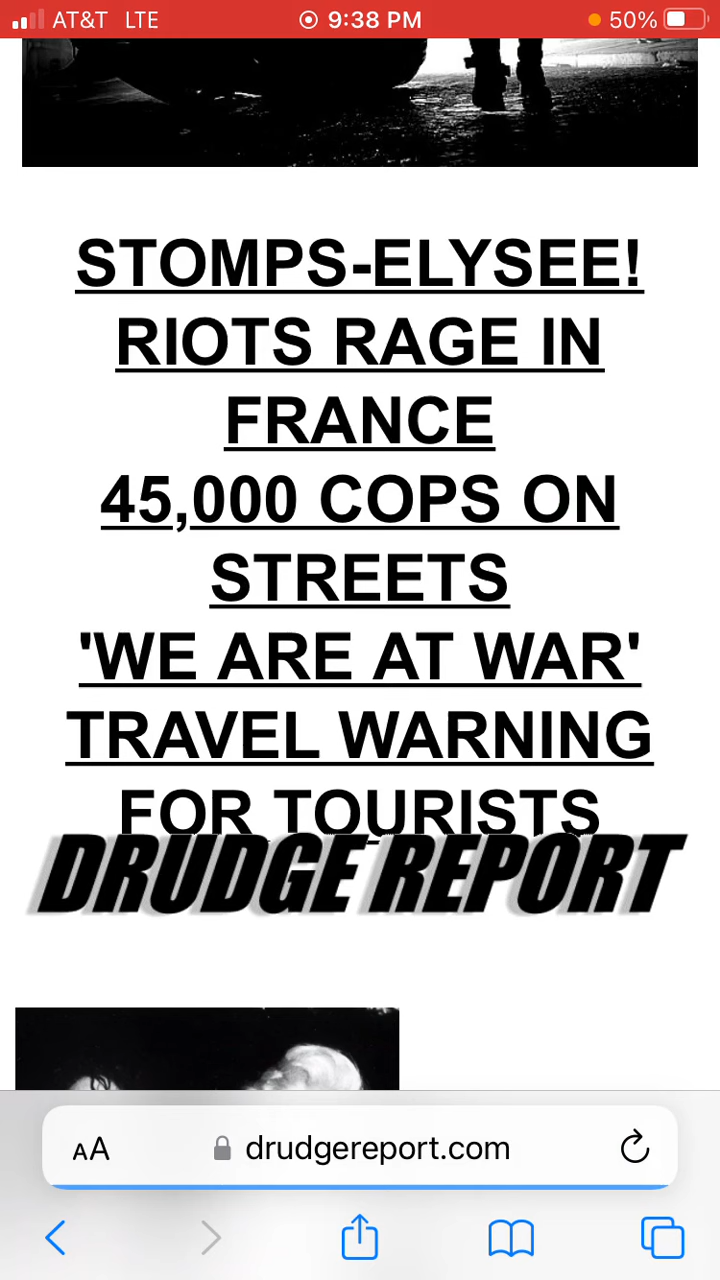 AT&T LTE 9:38 PM 50%
STOMPS-ELYSEE!
RIOTS RAGE IN
FRANCE
45,000 COPS ON
STREETS
'WE ARE AT WAR'
TRAVEL WARNING
FOR TOURISTS
DRUDGE REPORT
AA drudgereport.com